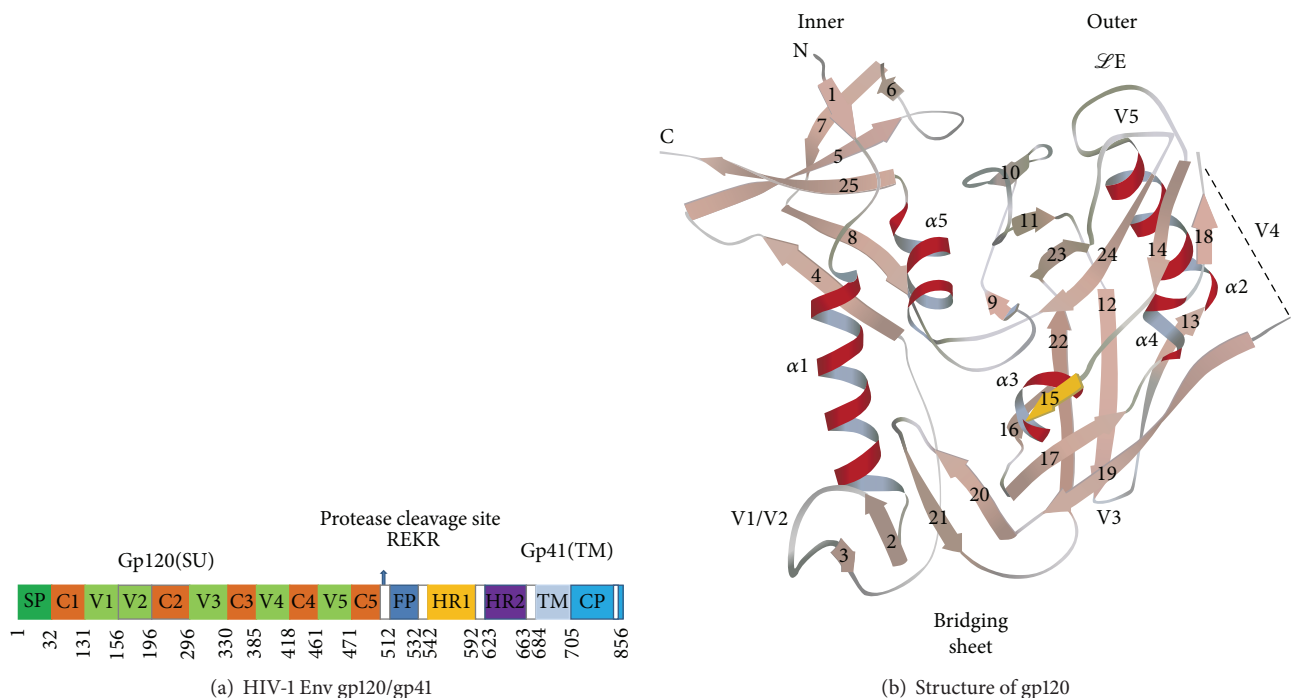 Protease cleavage site
REKR
Gp120(SU)
Gp41(TM)
SP C1 V1 V2 C2 V3 C3 V4 C4 V5 C5 FP HR1 HR2 TM CP
1 32 131 156 196 296 330 385 418 461 471 512 532 542 592 623 663 684 705 856
(a) HIV-1 Env gp120/gp41
Inner
Outer
N
ℒE
1
6
V5
7
C
5
10
25
α5
11
V4
8
23
24
14
18
4
9
12
α2
13
22
α4
α1
α3
15
16
17
19
20
V3
V1/V2
21
2
3
Bridging
sheet
(b) Structure of gp120